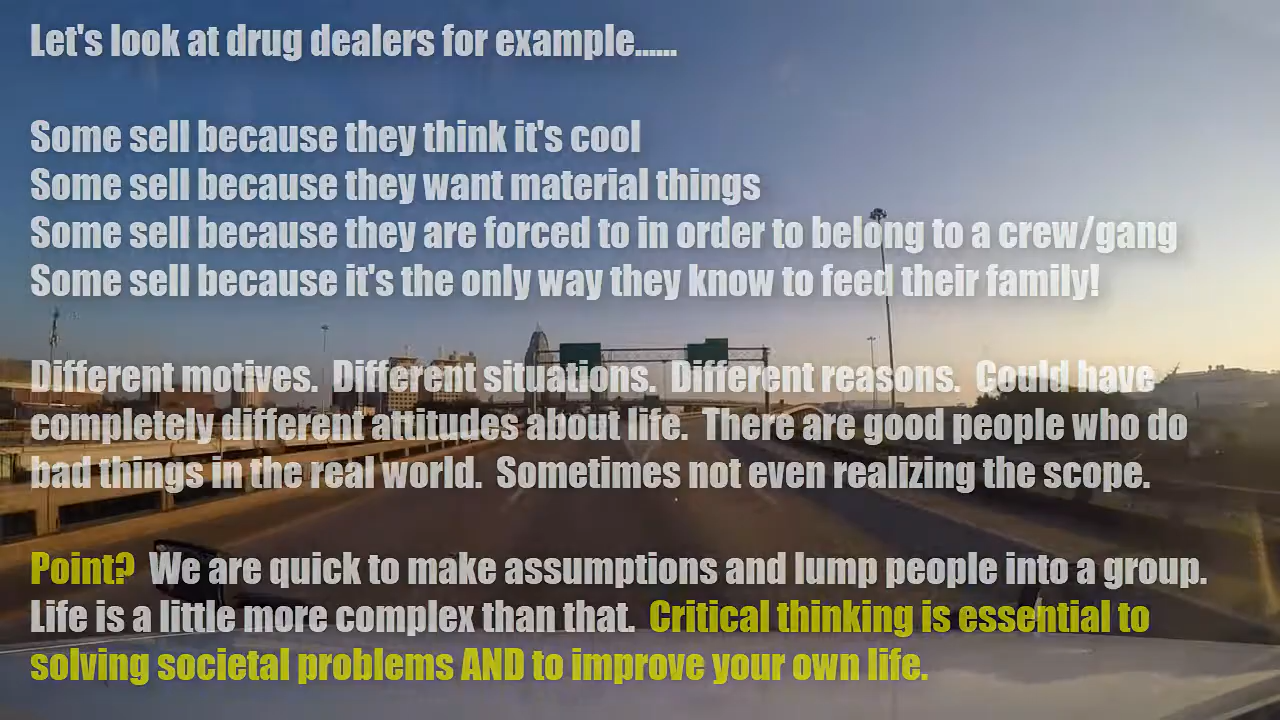 Let's look at drug dealers for example......
Some sell because they think it's cool
Some sell because they want material things
Some sell because they are forced to in order to belong to a crew/gang
Some sell because it's the only way they know to feed their family!
Different motives.  Different situations.  Different reasons.  Could have
completely different attitudes about life.  There are good people who do
bad things in the real world.  Sometimes not even realizing the scope.
Point?  We are quick to make assumptions and lump people into a group.
Life is a little more complex than that.  Critical thinking is essential to
solving societal problems AND to improve your own life.